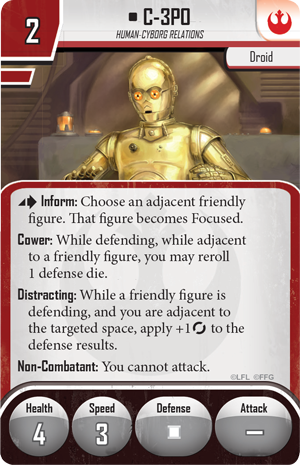 2
■ C-3PO
HUMAN-CYBORG RELATIONS
Droid
Inform: Choose an adjacent friendly
figure. That figure becomes Focused.
Cower: While defending, while adjacent
to a friendly figure, you may reroll
1 defense die.
Distracting: While a friendly figure is
defending, and you are adjacent to
the targeted space, apply +1 to the
defense results.
Non-Combatant: You cannot attack.
©LFL ©FFG
Health Speed Defense Attack
4 3 —